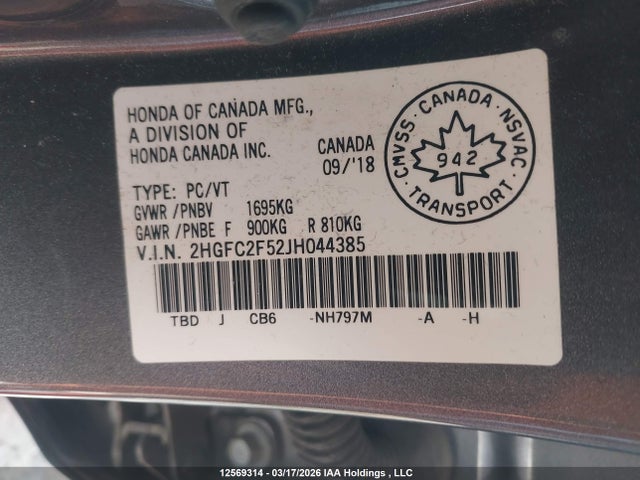 HONDA OF CANADA MFG.,
A DIVISION OF
HONDA CANADA INC.
CANADA
09/'18
TYPE: PC/VT
GVWR /PNBV 1695KG
GAWR /PNBE F 900KG R 810KG
V.I.N. 2HGFC2F52JH044385
TBD J CB6 -NH797M -A -H
CMVSS · CANADA · NSVAC
942
· TRANSPORT ·
12569314 - 03/17/2026 IAA Holdings , LLC